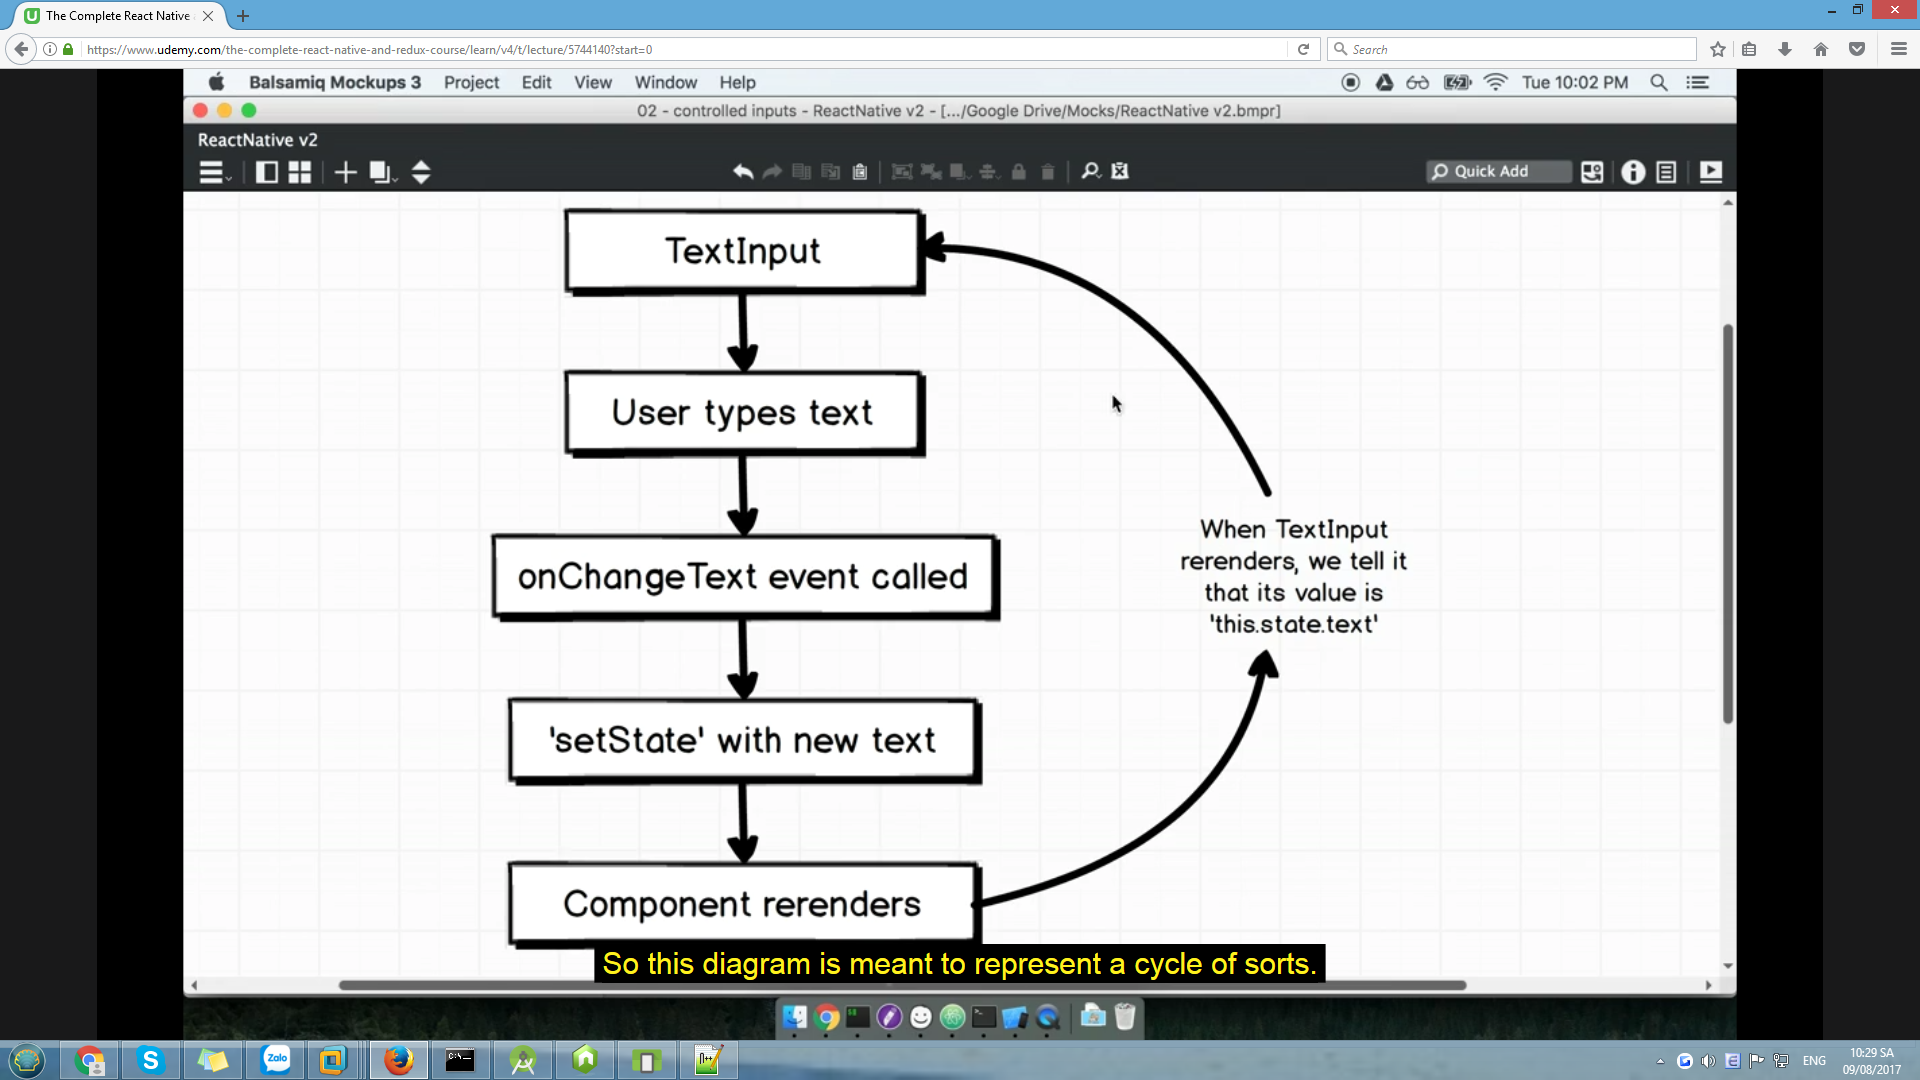 The Complete React Native
https://www.udemy.com/the-complete-react-native-and-redux-course/learn/v4/t/lecture/5744140?start=0
Search
Balsamiq Mockups 3 Project Edit View Window Help
Tue 10:02 PM
02 - controlled inputs - ReactNative v2 - [.../Google Drive/Mocks/ReactNative v2.bmpr]
ReactNative v2
Quick Add
TextInput
User types text
onChangeText event called
'setState' with new text
Component rerenders
When TextInput
rerenders, we tell it
that its value is
'this.state.text'
So this diagram is meant to represent a cycle of sorts.
Zalo
ENG
10:29 SA
09/08/2017